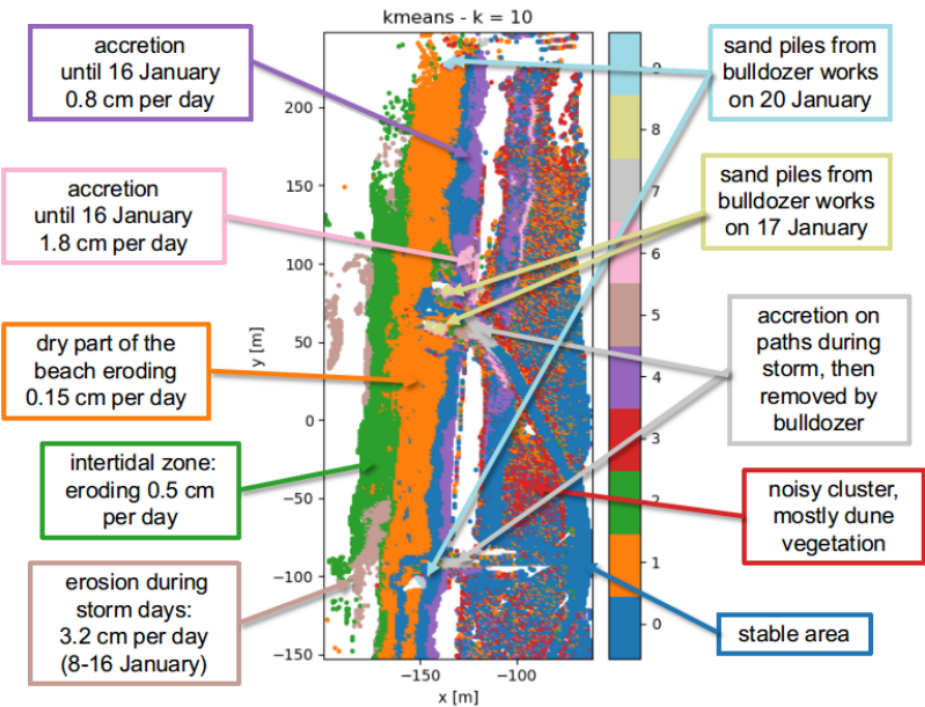 kmeans - k = 10
accretion
until 16 January
0.8 cm per day
accretion
until 16 January
1.8 cm per day
dry part of the
beach eroding
0.15 cm per day
intertidal zone:
eroding 0.5 cm
per day
erosion during
storm days:
3.2 cm per day
(8-16 January)
y [m]
200
150
100
50
0
−50
−100
−150
−150
−100
x [m]
9
8
7
6
5
4
3
2
1
0
sand piles from
bulldozer works
on 20 January
sand piles from
bulldozer works
on 17 January
accretion on
paths during
storm, then
removed by
bulldozer
noisy cluster,
mostly dune
vegetation
stable area